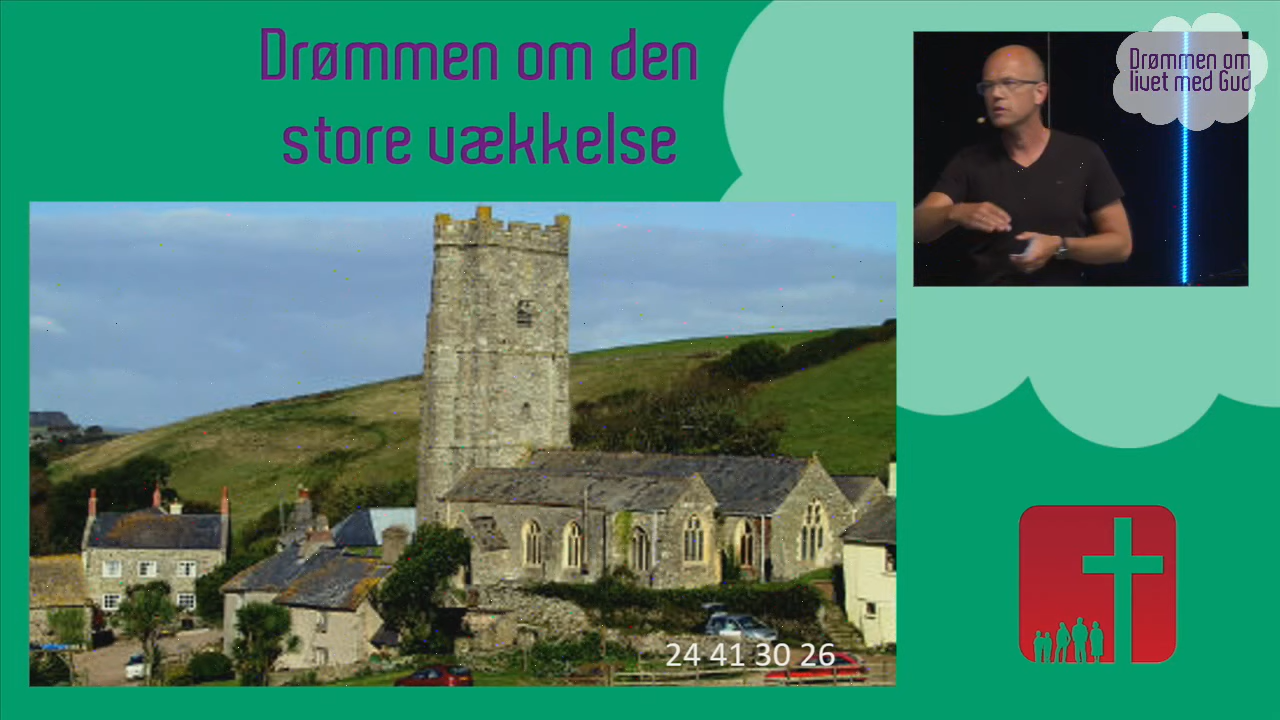 Drømmen om den
store vækkelse
Drømmen om
livet med Gud
24 41 30 26